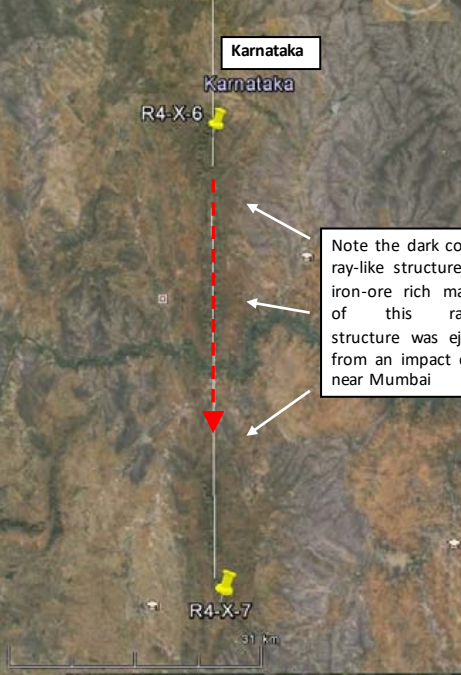 Karnataka
Karnataka
R4-X-6
Note the dark co
ray-like structure
iron-ore rich ma
of this ra
structure was ej
from an impact
near Mumbai
R4-X-7
31 km